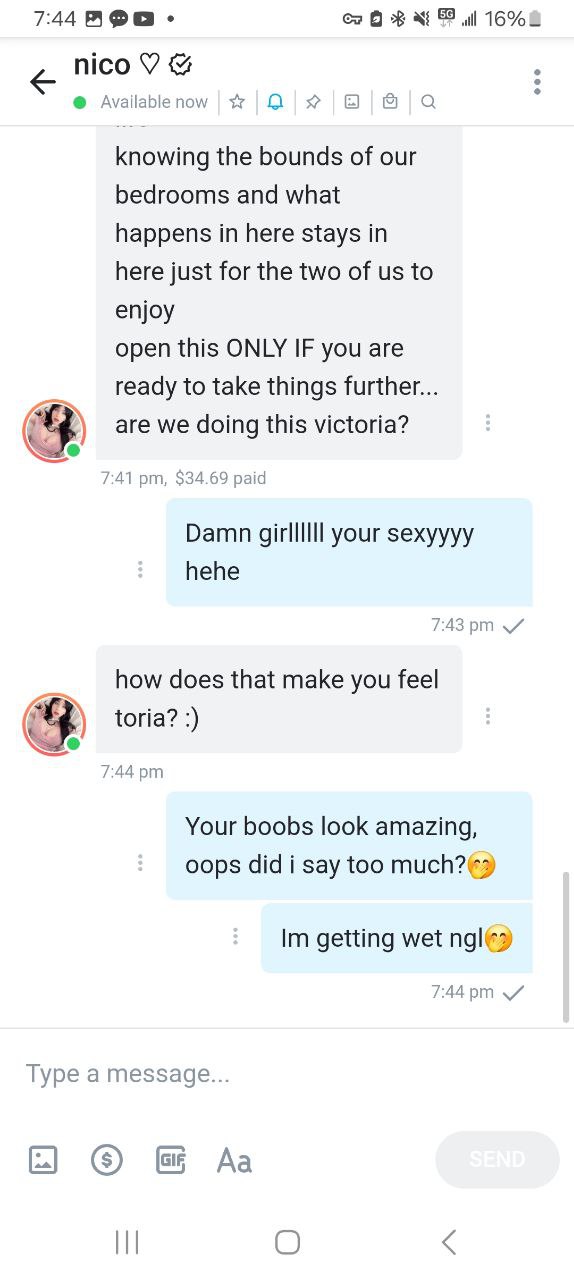 7:44
5G
16%
nico ♡
Available now
knowing the bounds of our
bedrooms and what
happens in here stays in
here just for the two of us to
enjoy
open this ONLY IF you are
ready to take things further...
are we doing this victoria?
7:41 pm, $34.69 paid
Damn girllllll your sexyyyy
hehe
7:43 pm
how does that make you feel
toria? :)
7:44 pm
Your boobs look amazing,
oops did i say too much?🤭
Im getting wet ngl🤭
7:44 pm
Type a message...
GIF
Aa
SEND